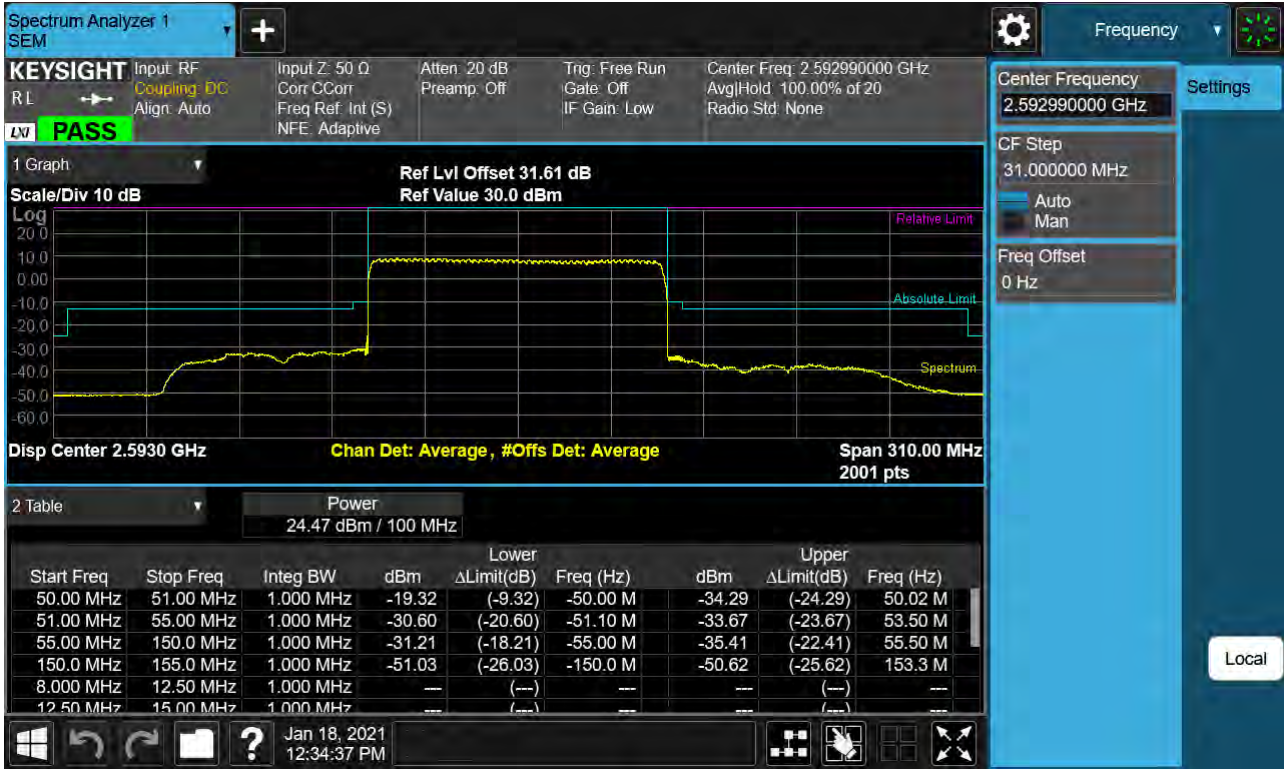 Spectrum Analyzer 1
SEM
Frequency
KEYSIGHT
RL
LXI
PASS
Input: RF
Coupling: DC
Align: Auto
Input Z: 50 Ω
Corr CCorr
Freq Ref: Int (S)
NFE: Adaptive
Atten: 20 dB
Preamp: Off
Trig: Free Run
Gate: Off
IF Gain: Low
Center Freq: 2.592990000 GHz
Avg|Hold: 100.00% of 20
Radio Std: None
Center Frequency
2.592990000 GHz
Settings
CF Step
31.000000 MHz
Auto
Man
Freq Offset
0 Hz
Local
1 Graph
Scale/Div 10 dB
Ref Lvl Offset 31.61 dB
Ref Value 30.0 dBm
Log
20.0
10.0
0.00
-10.0
-20.0
-30.0
-40.0
-50.0
-60.0
Relative Limit
Absolute Limit
Spectrum
Disp Center 2.5930 GHz
Chan Det: Average, #Offs Det: Average
Span 310.00 MHz
2001 pts
2 Table
Power
24.47 dBm / 100 MHz
Lower Upper
Start Freq Stop Freq Integ BW dBm ΔLimit(dB) Freq (Hz) dBm ΔLimit(dB) Freq (Hz)
50.00 MHz 51.00 MHz 1.000 MHz -19.32 (-9.32) -50.00 M -34.29 (-24.29) 50.02 M
51.00 MHz 55.00 MHz 1.000 MHz -30.60 (-20.60) -51.10 M -33.67 (-23.67) 53.50 M
55.00 MHz 150.0 MHz 1.000 MHz -31.21 (-18.21) -55.00 M -35.41 (-22.41) 55.50 M
150.0 MHz 155.0 MHz 1.000 MHz -51.03 (-26.03) -150.0 M -50.62 (-25.62) 153.3 M
8.000 MHz 12.50 MHz 1.000 MHz --- (---) --- --- (---) ---
12.50 MHz 15.00 MHz 1.000 MHz --- (---) --- --- (---) ---
Jan 18, 2021
12:34:37 PM